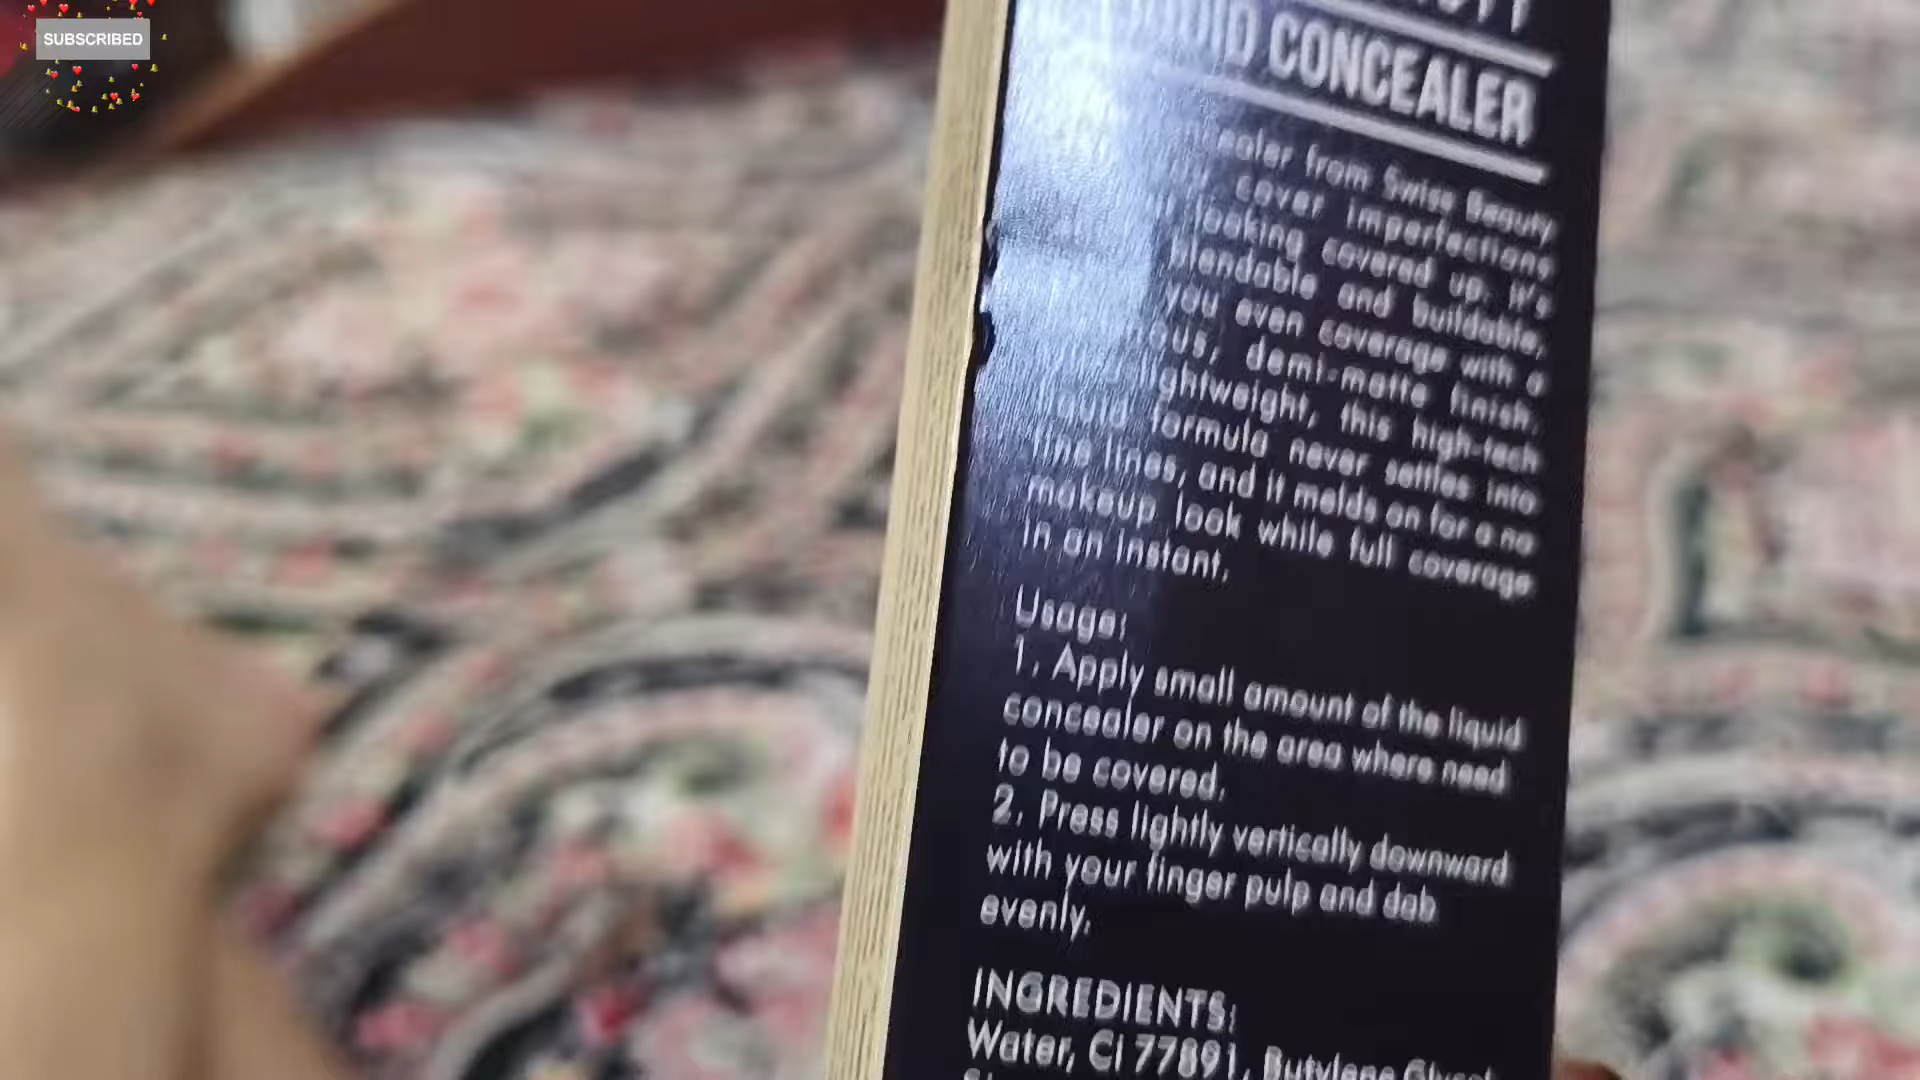 SUBSCRIBED
CONCEALER
from Swiss Beauty
cover imperfections
looking covered up. It's
blendable and buildable,
you even coverage with a
demi-matte finish.
this high-tech
liquid formula never settles into
fine lines, and it melds on for a no
makeup look while full coverage
in an instant.
Usage:
1. Apply small amount of the liquid
concealer on the area where need
to be covered.
2. Press lightly vertically downward
with your finger pulp and dab
evenly.
INGREDIENTS:
Water, Ci 77891, Butylene Glycol,